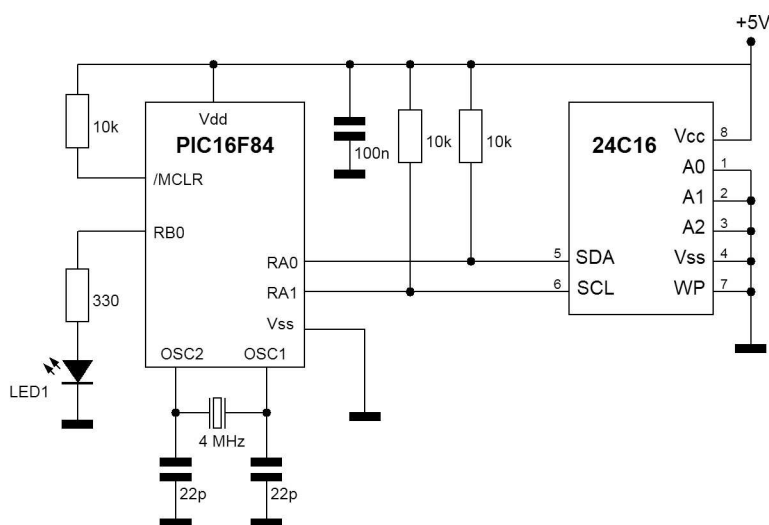 +5V
Vdd
PIC16F84
10k
/MCLR
100n
10k
10k
24C16
Vcc 8
A0 1
A1 2
A2 3
Vss 4
WP 7
5 SDA
6 SCL
RB0
RA0
RA1
Vss
330
OSC2
OSC1
LED1
4 MHz
22p
22p